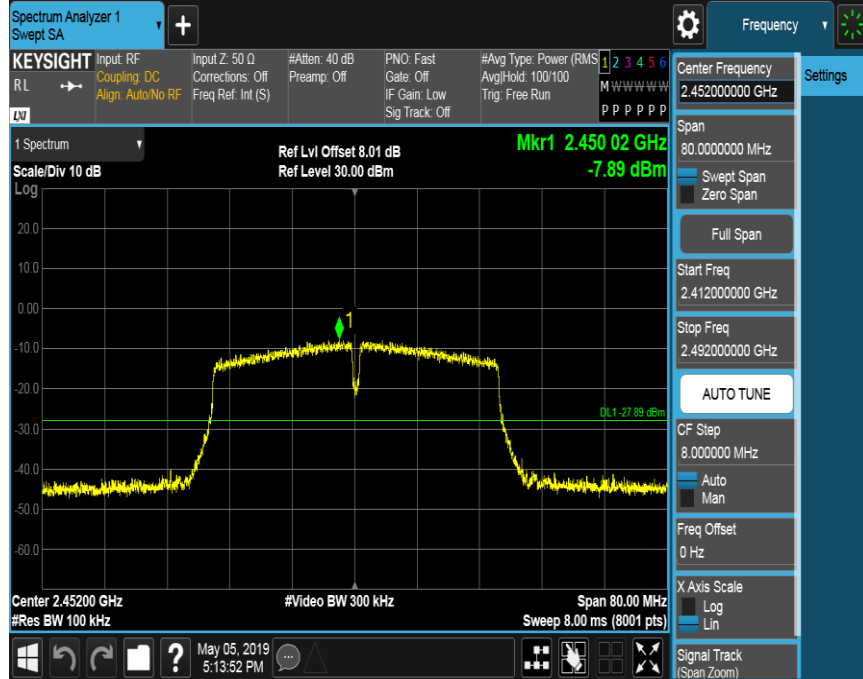 Spectrum Analyzer 1
Swept SA
+
Frequency
KEYSIGHT
RL
LXI
Input: RF
Coupling: DC
Align: Auto/No RF
Input Z: 50 Ω
Corrections: Off
Freq Ref: Int (S)
#Atten: 40 dB
Preamp: Off
PNO: Fast
Gate: Off
IF Gain: Low
Sig Track: Off
#Avg Type: Power (RMS
Avg|Hold: 100/100
Trig: Free Run
1 2 3 4 5 6
M W W W W W
P P P P P P
Center Frequency
2.452000000 GHz
Settings
1 Spectrum
Scale/Div 10 dB
Ref Lvl Offset 8.01 dB
Ref Level 30.00 dBm
Mkr1 2.450 02 GHz
-7.89 dBm
Log
20.0
10.0
0.00
-10.0
-20.0
-30.0
-40.0
-50.0
-60.0
1
DL1 -27.89 dBm
Center 2.45200 GHz
#Res BW 100 kHz
#Video BW 300 kHz
Span 80.00 MHz
Sweep 8.00 ms (8001 pts)
Span
80.0000000 MHz
Swept Span
Zero Span
Full Span
Start Freq
2.412000000 GHz
Stop Freq
2.492000000 GHz
AUTO TUNE
CF Step
8.000000 MHz
Auto
Man
Freq Offset
0 Hz
X Axis Scale
Log
Lin
Signal Track
(Span Zoom)
?
May 05, 2019
5:13:52 PM